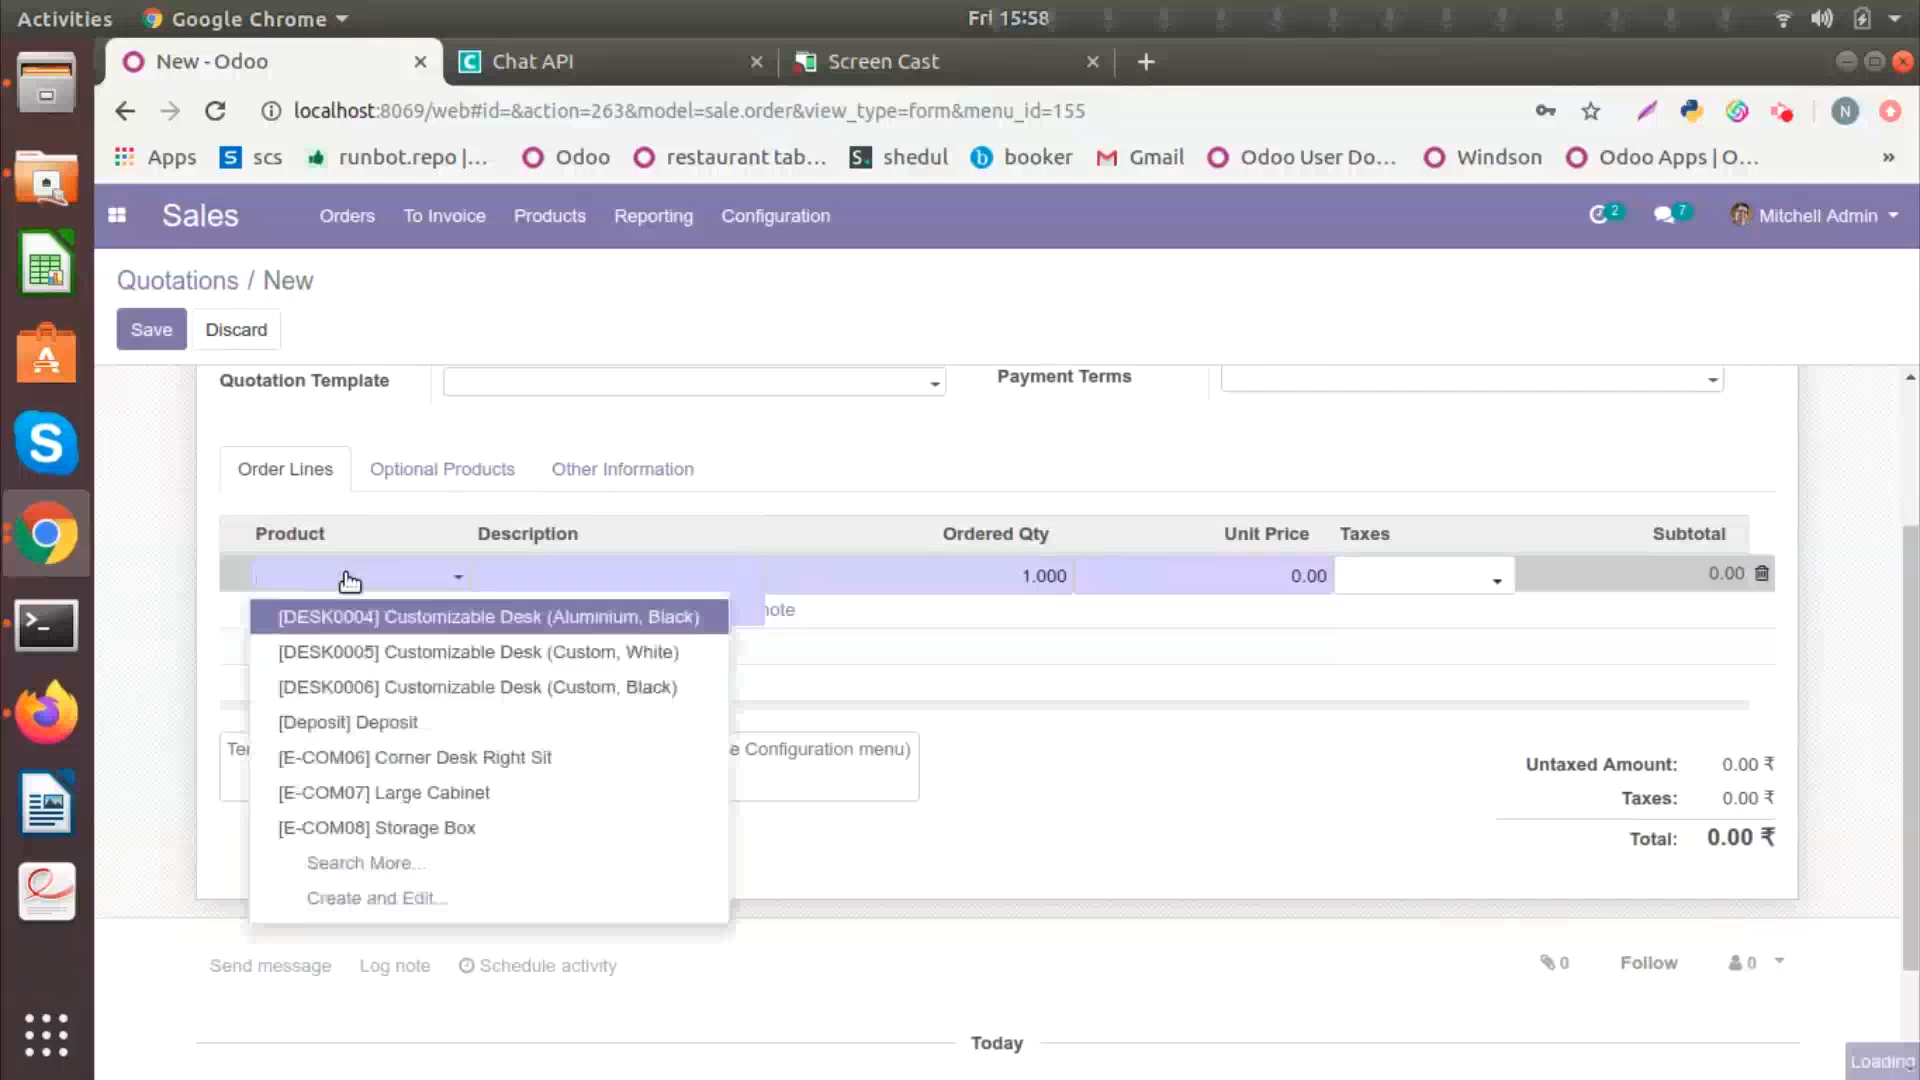 Activities
Google Chrome
Fri 15:58
New - Odoo
Chat API
Screen Cast
localhost:8069/web#id=&action=263&model=sale.order&view_type=form&menu_id=155
N
Apps
scs
runbot.repo |...
Odoo
restaurant tab...
shedul
booker
Gmail
Odoo User Do...
Windson
Odoo Apps | O...
»
Sales
Orders
To Invoice
Products
Reporting
Configuration
2
7
Mitchell Admin
Quotations / New
Save
Discard
Quotation Template
Payment Terms
Order Lines
Optional Products
Other Information
Product
Description
Ordered Qty
Unit Price
Taxes
Subtotal
1.000
0.00
0.00
[DESK0004] Customizable Desk (Aluminium, Black)
note
[DESK0005] Customizable Desk (Custom, White)
[DESK0006] Customizable Desk (Custom, Black)
[Deposit] Deposit
[E-COM06] Corner Desk Right Sit
[E-COM07] Large Cabinet
[E-COM08] Storage Box
Search More...
Create and Edit...
e Configuration menu)
Untaxed Amount: 0.00 ₹
Taxes: 0.00 ₹
Total: 0.00 ₹
Send message
Log note
Schedule activity
0
Follow
0
Today
Loading